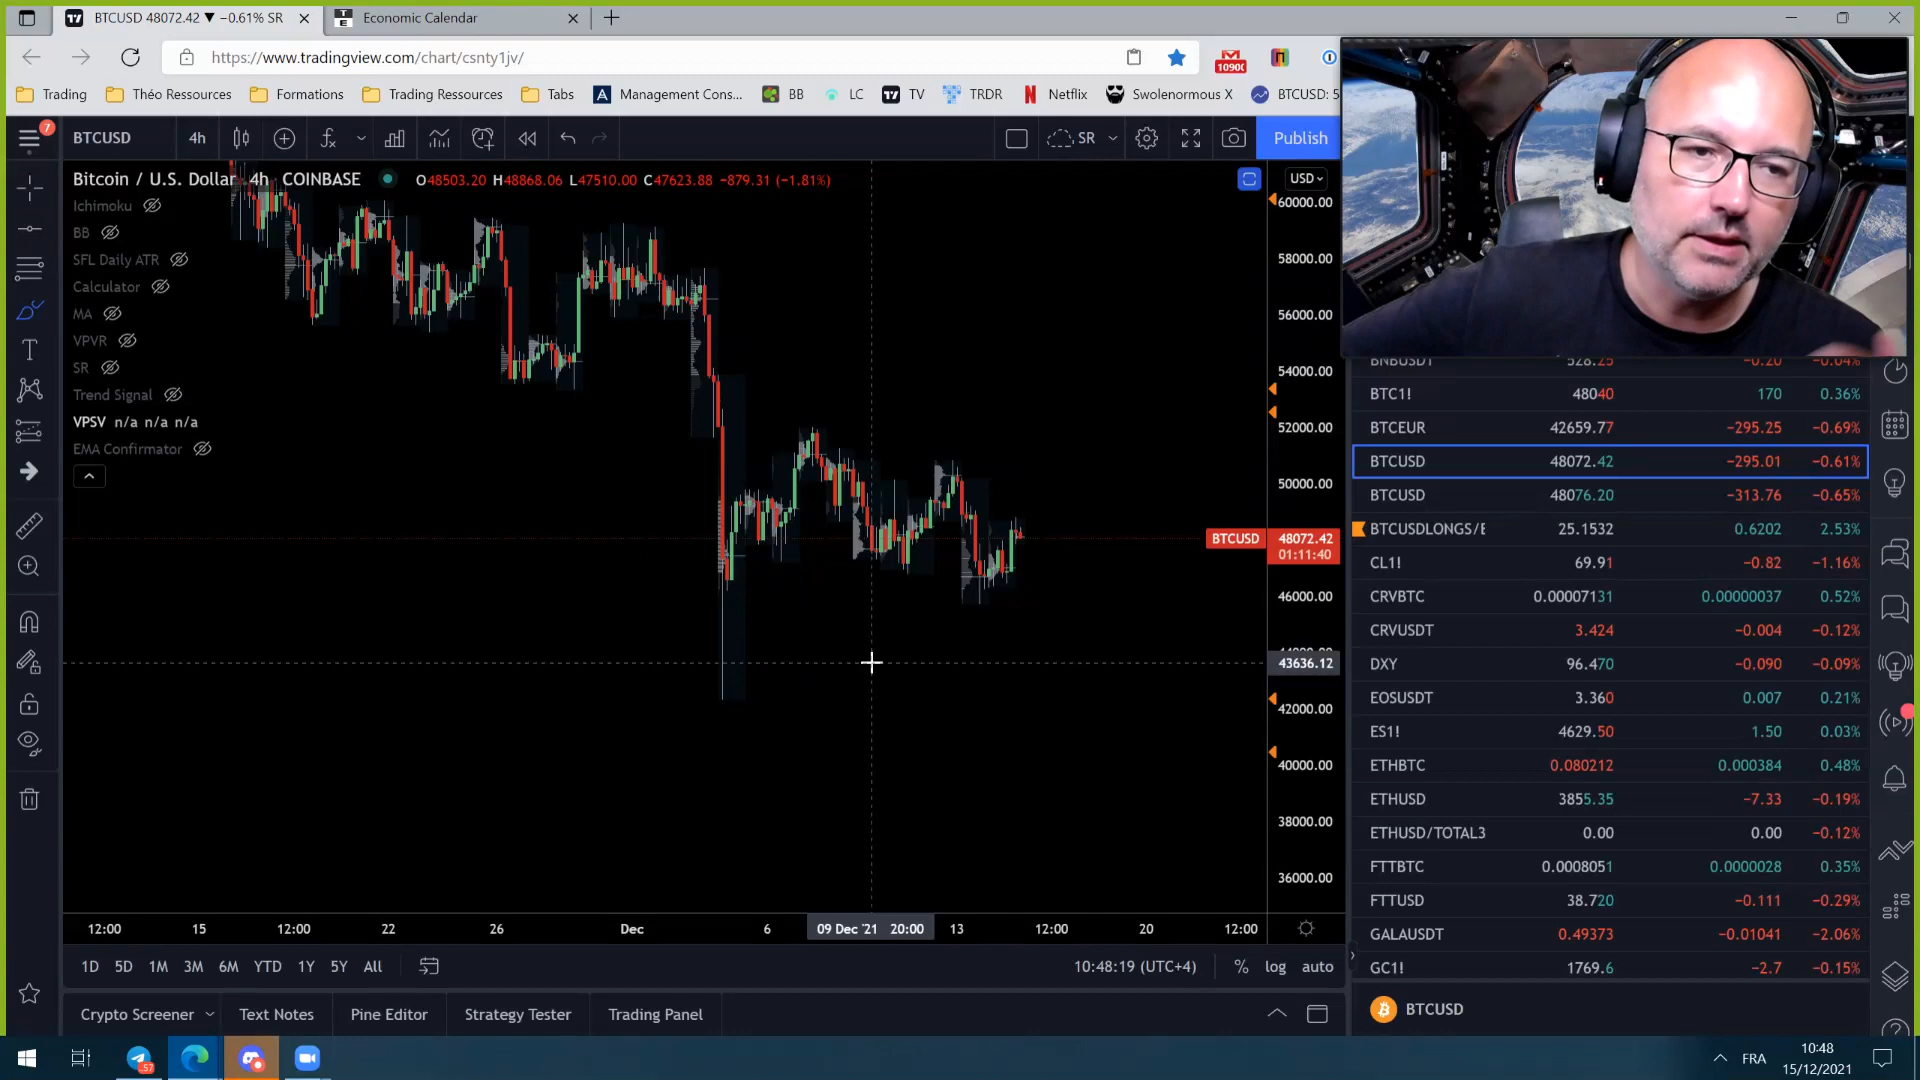 BTCUSD 48072.42 ▼ −0.61% SR
Economic Calendar
https://www.tradingview.com/chart/csnty1jv/
1090
Trading
Théo Ressources
Formations
Trading Ressources
Tabs
Management Cons...
BB
LC
TV
TRDR
Netflix
Swolenormous X
BTCUSD: 5
7
BTCUSD
4h
SR
Publish
Bitcoin / U.S. Dollar 4h COINBASE
O48503.20 H48868.06 L47510.00 C47623.88 −879.31 (−1.81%)
USD
Ichimoku
BB
SFL Daily ATR
Calculator
MA
VPVR
SR
Trend Signal
VPSV n/a n/a n/a
EMA Confirmator
60000.00
58000.00
56000.00
54000.00
52000.00
50000.00
BTCUSD 48072.42
01:11:40
46000.00
43636.12
42000.00
40000.00
38000.00
36000.00
12:00
15
12:00
22
26
Dec
6
09 Dec '21 20:00
13
12:00
20
12:00
1D 5D 1M 3M 6M YTD 1Y 5Y All
10:48:19 (UTC+4)
% log auto
Crypto Screener
Text Notes
Pine Editor
Strategy Tester
Trading Panel
BNBUSDT 528.25 −0.20 −0.04%
BTC1! 48040 170 0.36%
BTCEUR 42659.77 −295.25 −0.69%
BTCUSD 48072.42 −295.01 −0.61%
BTCUSD 48076.20 −313.76 −0.65%
BTCUSDLONGS/E 25.1532 0.6202 2.53%
CL1! 69.91 −0.82 −1.16%
CRVBTC 0.00007131 0.00000037 0.52%
CRVUSDT 3.424 −0.004 −0.12%
DXY 96.470 −0.090 −0.09%
EOSUSDT 3.360 0.007 0.21%
ES1! 4629.50 1.50 0.03%
ETHBTC 0.080212 0.000384 0.48%
ETHUSD 3855.35 −7.33 −0.19%
ETHUSD/TOTAL3 0.00 0.00 −0.12%
FTTBTC 0.0008051 0.0000028 0.35%
FTTUSD 38.720 −0.111 −0.29%
GALAUSDT 0.49373 −0.01041 −2.06%
GC1! 1769.6 −2.7 −0.15%
BTCUSD
57
FRA
10:48
15/12/2021